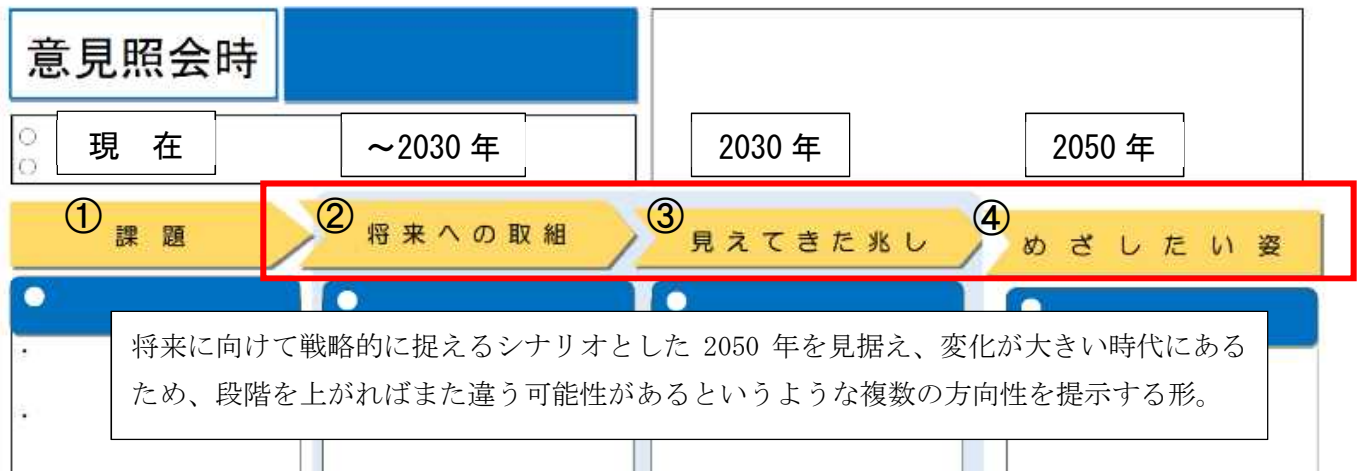 意見照会時
現　在
～2030 年
2030 年
2050 年
① 課 題
② 将 来 へ の 取 組
③ 見 え て き た 兆 し
④ め ざ し た い 姿
将来に向けて戦略的に捉えるシナリオとした 2050 年を見据え、変化が大きい時代にある
ため、段階を上がればまた違う可能性があるというような複数の方向性を提示する形。